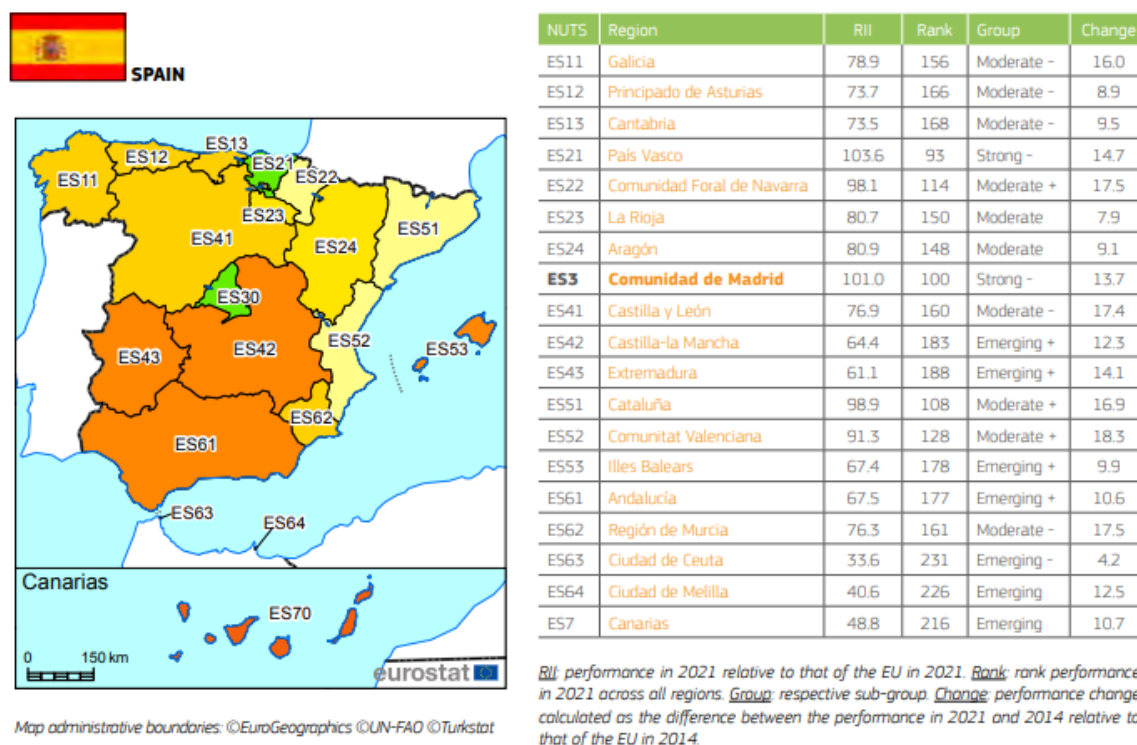 SPAIN
ES11
ES12
ES13
ES21
ES22
ES23
ES41
ES24
ES51
ES30
ES43
ES42
ES52
ES53
ES62
ES61
ES63
ES64
Canarias
ES70
0 150 km
eurostat
Map administrative boundaries: ©EuroGeographics ©UN-FAO ©Turkstat
NUTS Region RII Rank Group Change
ES11 Galicia 78.9 156 Moderate - 16.0
ES12 Principado de Asturias 73.7 166 Moderate - 8.9
ES13 Cantabria 73.5 168 Moderate - 9.5
ES21 País Vasco 103.6 93 Strong - 14.7
ES22 Comunidad Foral de Navarra 98.1 114 Moderate + 17.5
ES23 La Rioja 80.7 150 Moderate 7.9
ES24 Aragón 80.9 148 Moderate 9.1
ES3 Comunidad de Madrid 101.0 100 Strong - 13.7
ES41 Castilla y León 76.9 160 Moderate - 17.4
ES42 Castilla-la Mancha 64.4 183 Emerging + 12.3
ES43 Extremadura 61.1 188 Emerging + 14.1
ES51 Cataluña 98.9 108 Moderate + 16.9
ES52 Comunitat Valenciana 91.3 128 Moderate + 18.3
ES53 Illes Balears 67.4 178 Emerging + 9.9
ES61 Andalucía 67.5 177 Emerging + 10.6
ES62 Región de Murcia 76.3 161 Moderate - 17.5
ES63 Ciudad de Ceuta 33.6 231 Emerging - 4.2
ES64 Ciudad de Melilla 40.6 226 Emerging 12.5
ES7 Canarias 48.8 216 Emerging 10.7
RII: performance in 2021 relative to that of the EU in 2021. Rank: rank performance
in 2021 across all regions. Group: respective sub-group. Change: performance change
calculated as the difference between the performance in 2021 and 2014 relative to
that of the EU in 2014.